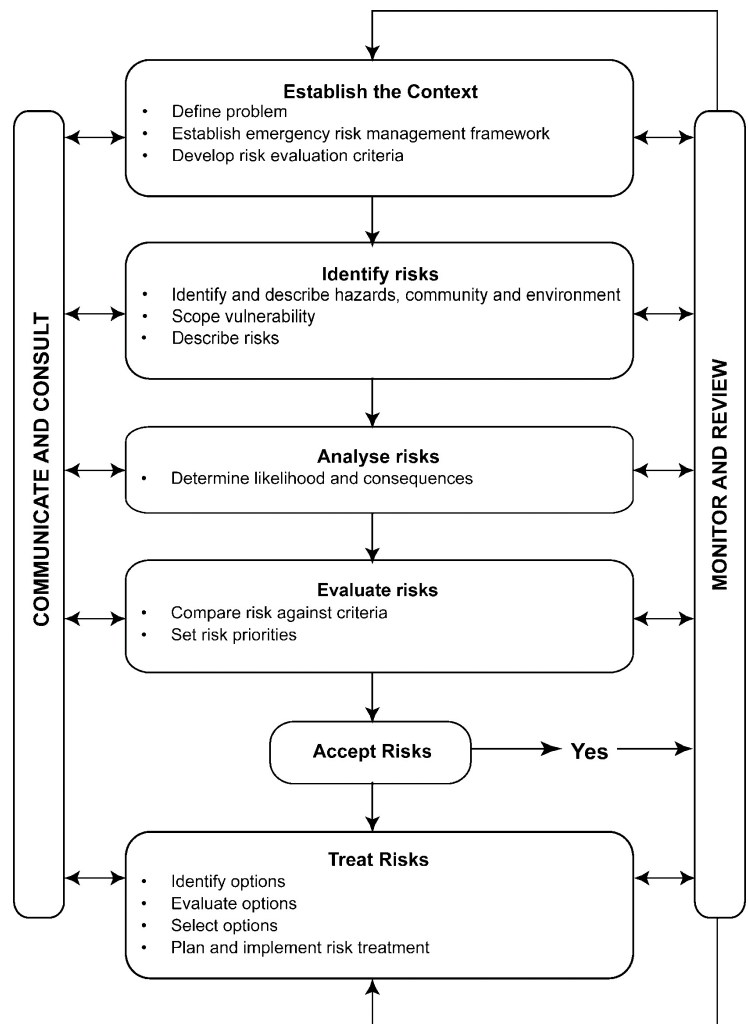 Establish the Context
• Define problem
• Establish emergency risk management framework
• Develop risk evaluation criteria
Identify risks
• Identify and describe hazards, community and environment
• Scope vulnerability
• Describe risks
Analyse risks
• Determine likelihood and consequences
Evaluate risks
• Compare risk against criteria
• Set risk priorities
Accept Risks
Yes
Treat Risks
• Identify options
• Evaluate options
• Select options
• Plan and implement risk treatment
COMMUNICATE AND CONSULT
MONITOR AND REVIEW